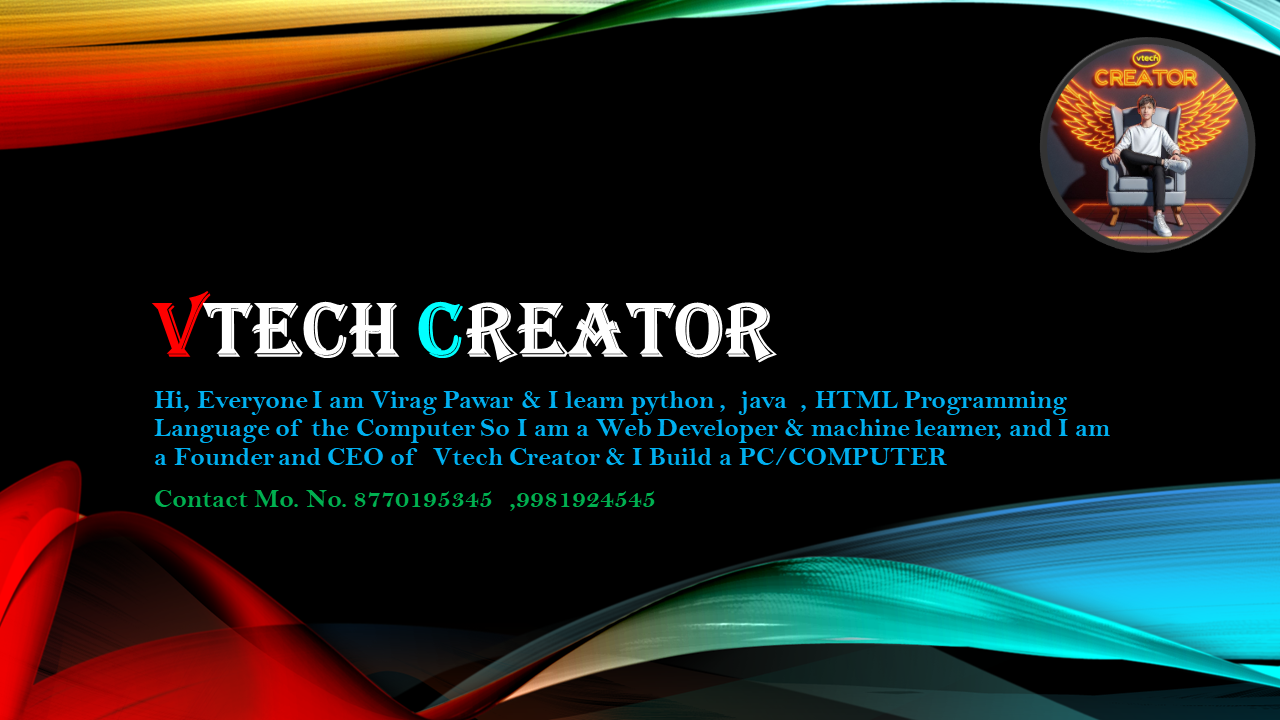 vtech
CREATOR
VTECH CREATOR
Hi, Everyone I am Virag Pawar & I learn python , java , HTML Programming
Language of the Computer So I am a Web Developer & machine learner, and I am
a Founder and CEO of Vtech Creator & I Build a PC/COMPUTER
Contact Mo. No. 8770195345 ,9981924545